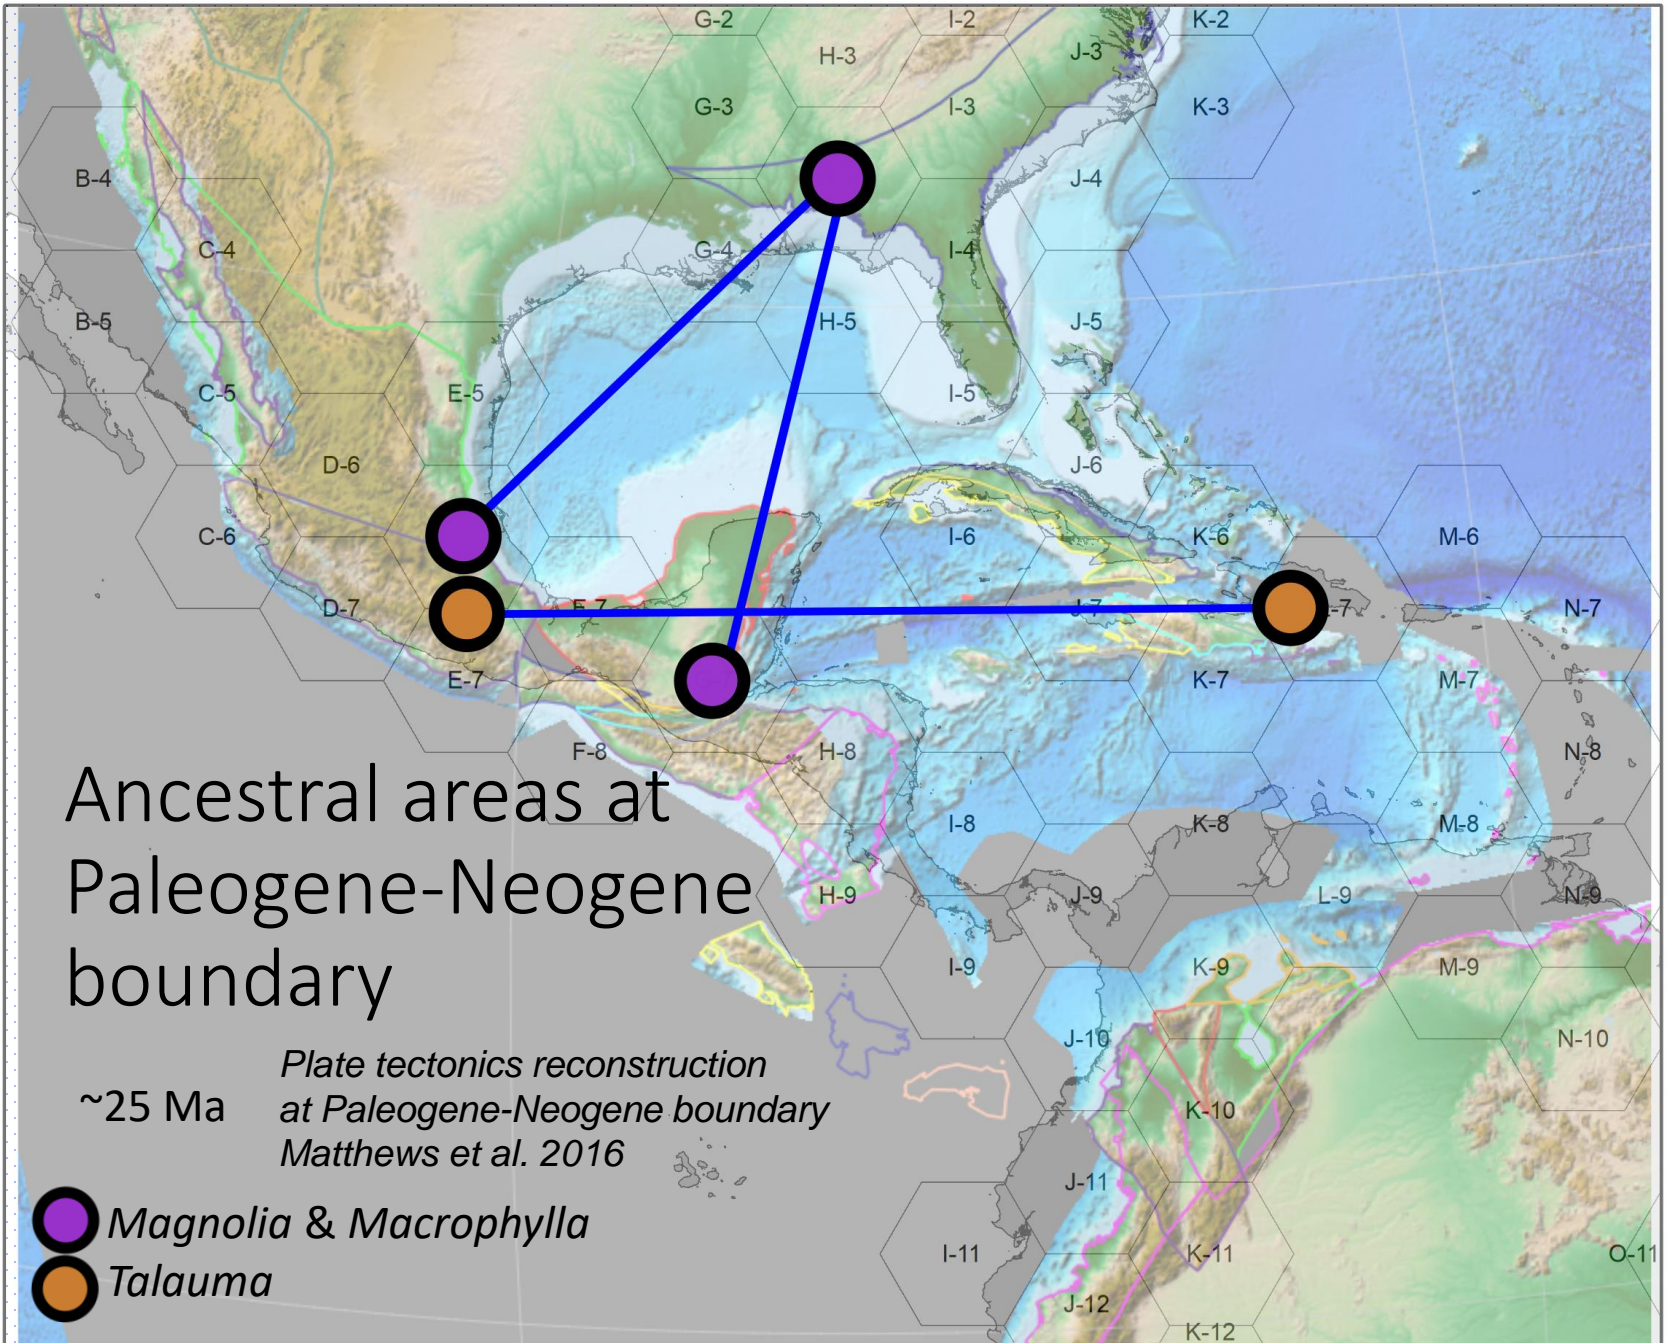 G-2
I-2
K-2
H-3
J-3
G-3
I-3
K-3
B-4
J-4
C-4
G-4
I-4
B-5
H-5
J-5
C-5
E-5
I-5
D-6
J-6
C-6
I-6
K-6
M-6
D-7
F-7
J-7
L-7
N-7
E-7
K-7
M-7
F-8
H-8
N-8
Ancestral areas at
Paleogene-Neogene
boundary
I-8
K-8
M-8
H-9
J-9
L-9
N-9
I-9
K-9
M-9
J-10
N-10
~25 Ma
Plate tectonics reconstruction
at Paleogene-Neogene boundary
Matthews et al. 2016
K-10
J-11
Magnolia & Macrophylla
I-11
K-11
O-11
Talauma
J-12
K-12